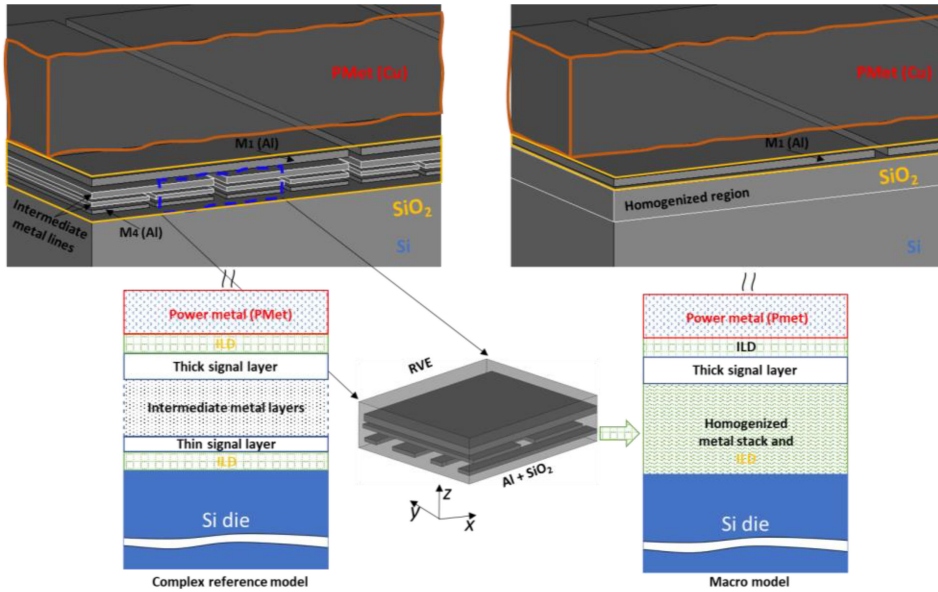 PMet (Cu)
M1 (Al)
Intermediate
metal lines
M4 (Al)
SiO2
Si
PMet (Cu)
M1 (Al)
SiO2
Homogenized region
Si
Power metal (PMet)
ILD
Thick signal layer
Intermediate metal layers
Thin signal layer
ILD
Si die
Complex reference model
RVE
Al + SiO2
z
y
x
Power metal (Pmet)
ILD
Thick signal layer
Homogenized
metal stack and
ILD
Si die
Macro model